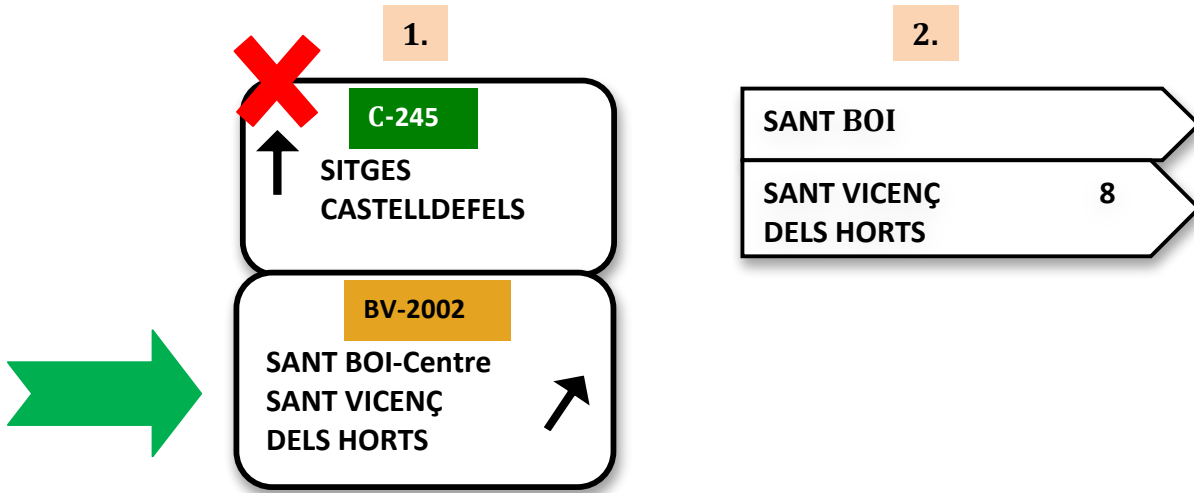 1.
C-245
SITGES
CASTELLDEFELS
BV-2002
SANT BOI-Centre
SANT VICENÇ
DELS HORTS
2.
SANT BOI
SANT VICENÇ 8
DELS HORTS